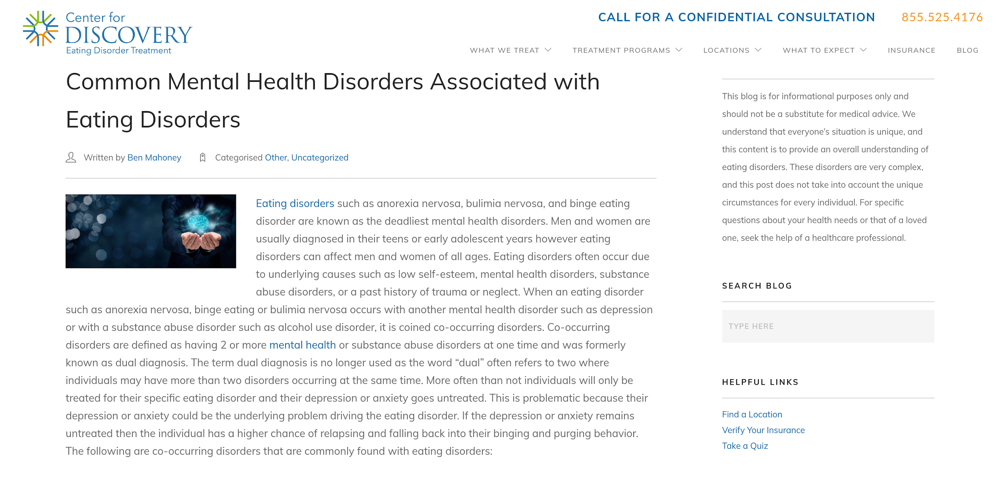 Center for
DISCOVERY
Eating Disorder Treatment
CALL FOR A CONFIDENTIAL CONSULTATION 855.525.4176
WHAT WE TREAT TREATMENT PROGRAMS LOCATIONS WHAT TO EXPECT INSURANCE BLOG
Common Mental Health Disorders Associated with
Eating Disorders
Written by Ben Mahoney Categorised Other, Uncategorized
Eating disorders such as anorexia nervosa, bulimia nervosa, and binge eating
disorder are known as the deadliest mental health disorders. Men and women are
usually diagnosed in their teens or early adolescent years however eating
disorders can affect men and women of all ages. Eating disorders often occur due
to underlying causes such as low self-esteem, mental health disorders, substance
abuse disorders, or a past history of trauma or neglect. When an eating disorder
such as anorexia nervosa, binge eating or bulimia nervosa occurs with another mental health disorder such as depression
or with a substance abuse disorder such as alcohol use disorder, it is coined co-occurring disorders. Co-occurring
disorders are defined as having 2 or more mental health or substance abuse disorders at one time and was formerly
known as dual diagnosis. The term dual diagnosis is no longer used as the word “dual” often refers to two where
individuals may have more than two disorders occurring at the same time. More often than not individuals will only be
treated for their specific eating disorder and their depression or anxiety goes untreated. This is problematic because their
depression or anxiety could be the underlying problem driving the eating disorder. If the depression or anxiety remains
untreated then the individual has a higher chance of relapsing and falling back into their binging and purging behavior.
The following are co-occurring disorders that are commonly found with eating disorders:
This blog is for informational purposes only and
should not be a substitute for medical advice. We
understand that everyone’s situation is unique, and
this content is to provide an overall understanding of
eating disorders. These disorders are very complex,
and this post does not take into account the unique
circumstances for every individual. For specific
questions about your health needs or that of a loved
one, seek the help of a healthcare professional.
SEARCH BLOG
TYPE HERE
HELPFUL LINKS
Find a Location
Verify Your Insurance
Take a Quiz